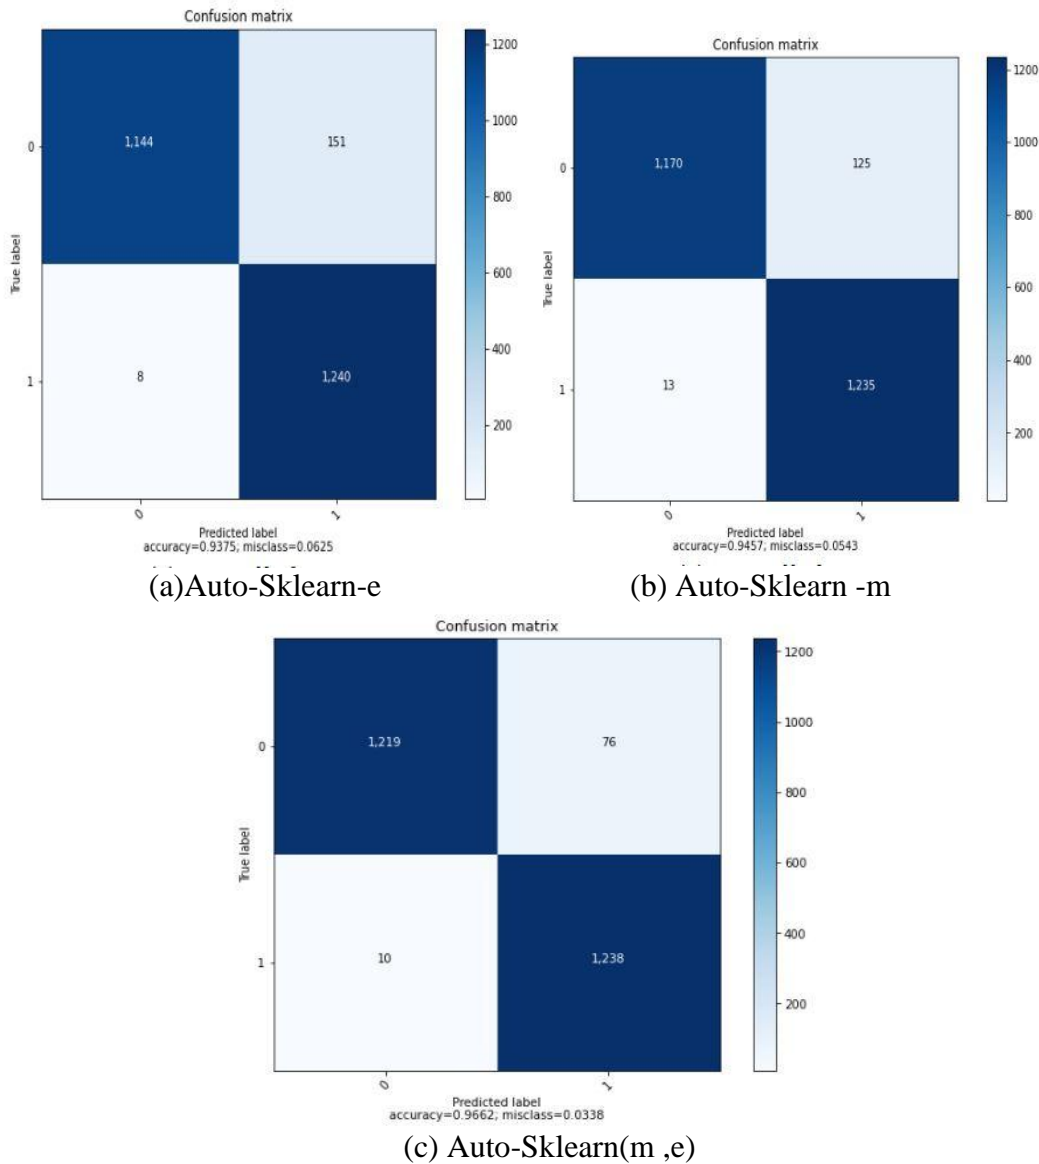 Confusion matrix
1200
1,144
151
0
1000
800
True label
600
400
8
1,240
1
200
0
1
Predicted label
accuracy=0.9375; misclass=0.0625
(a)Auto-Sklearn-e
Confusion matrix
1200
1,170
125
0
1000
800
True label
600
400
13
1,235
1
200
0
1
Predicted label
accuracy=0.9457; misclass=0.0543
(b) Auto-Sklearn -m
Confusion matrix
1200
1,219
76
0
1000
800
True label
600
400
10
1,238
1
200
0
1
Predicted label
accuracy=0.9662; misclass=0.0338
(c) Auto-Sklearn(m ,e)